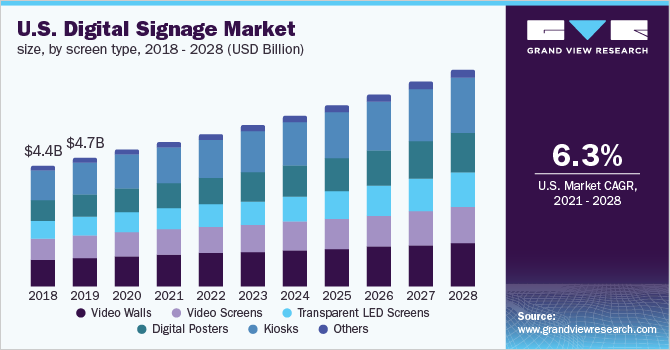 U.S. Digital Signage Market
size, by screen type, 2018 - 2028 (USD Billion)
$4.4B
$4.7B
2018 2019 2020 2021 2022 2023 2024 2025 2026 2027 2028
Video Walls Video Screens Transparent LED Screens
Digital Posters Kiosks Others
GRAND VIEW RESEARCH
6.3%
U.S. Market CAGR,
2021 - 2028
Source:
www.grandviewresearch.com